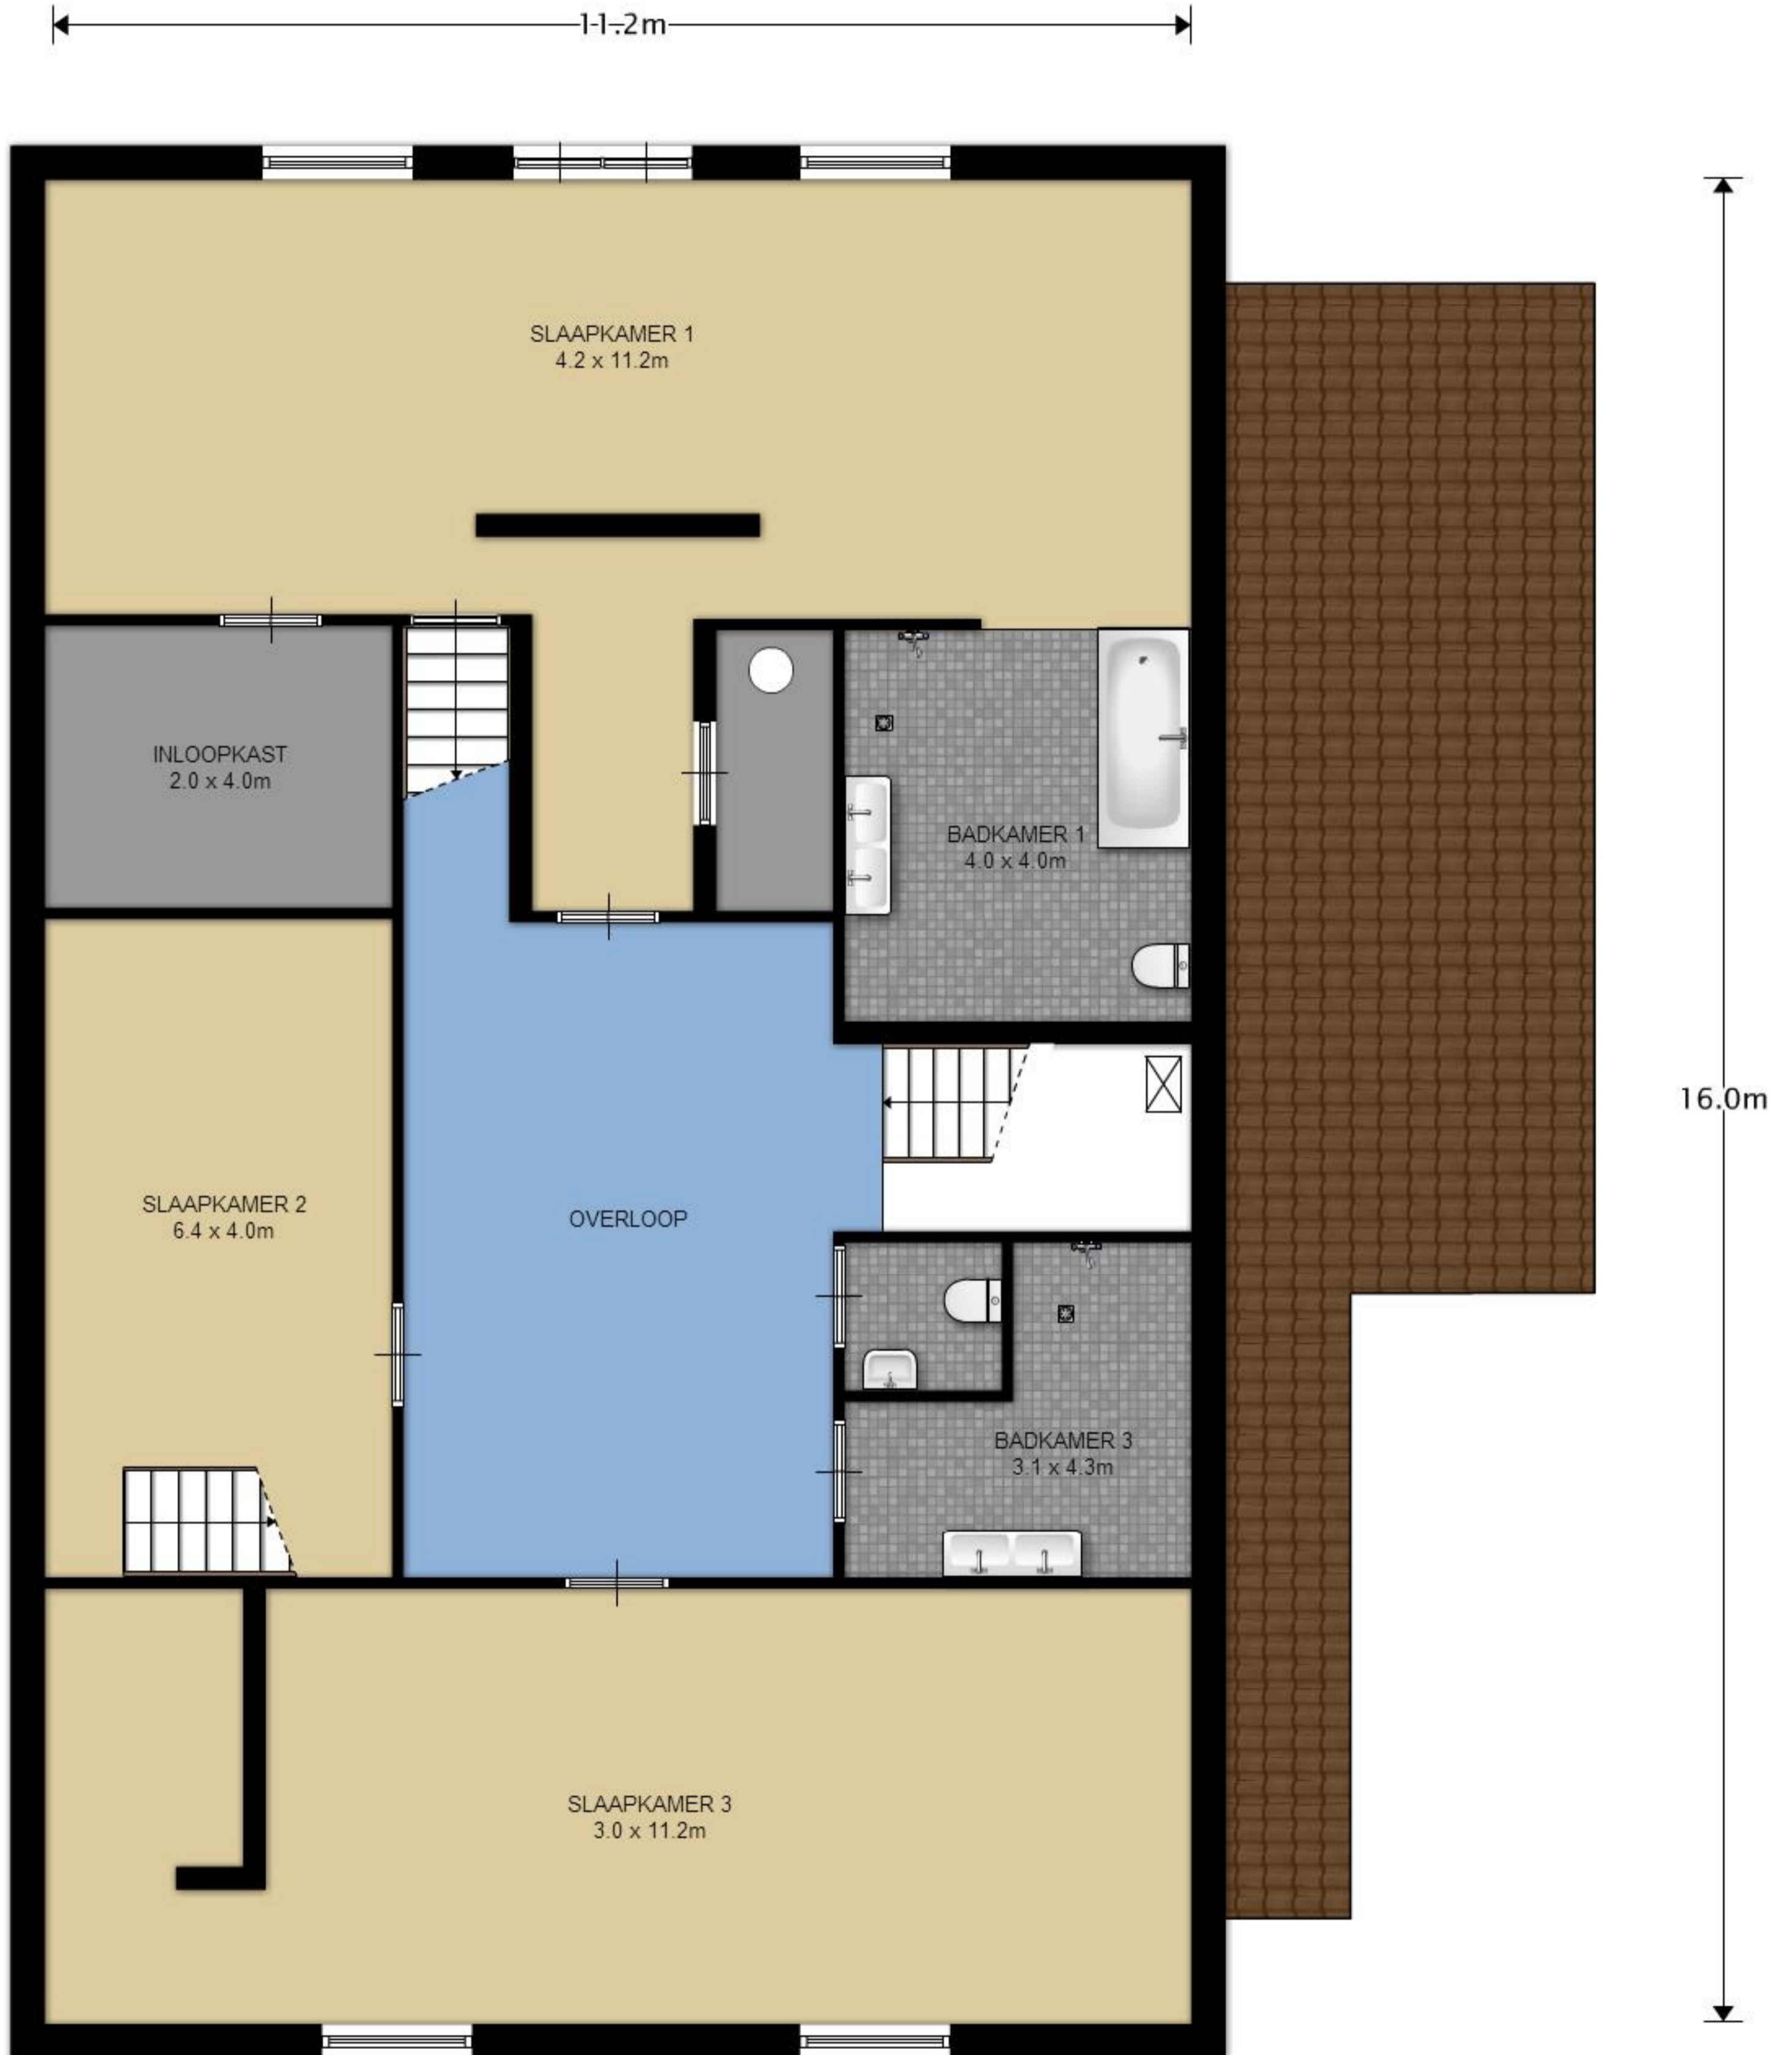 11.2m
SLAAPKAMER 1
4.2 x 11.2m
INLOOPKAST
2.0 x 4.0m
BADKAMER 1
4.0 x 4.0m
16.0m
SLAAPKAMER 2
6.4 x 4.0m
OVERLOOP
BADKAMER 3
3.1 x 4.3m
SLAAPKAMER 3
3.0 x 11.2m